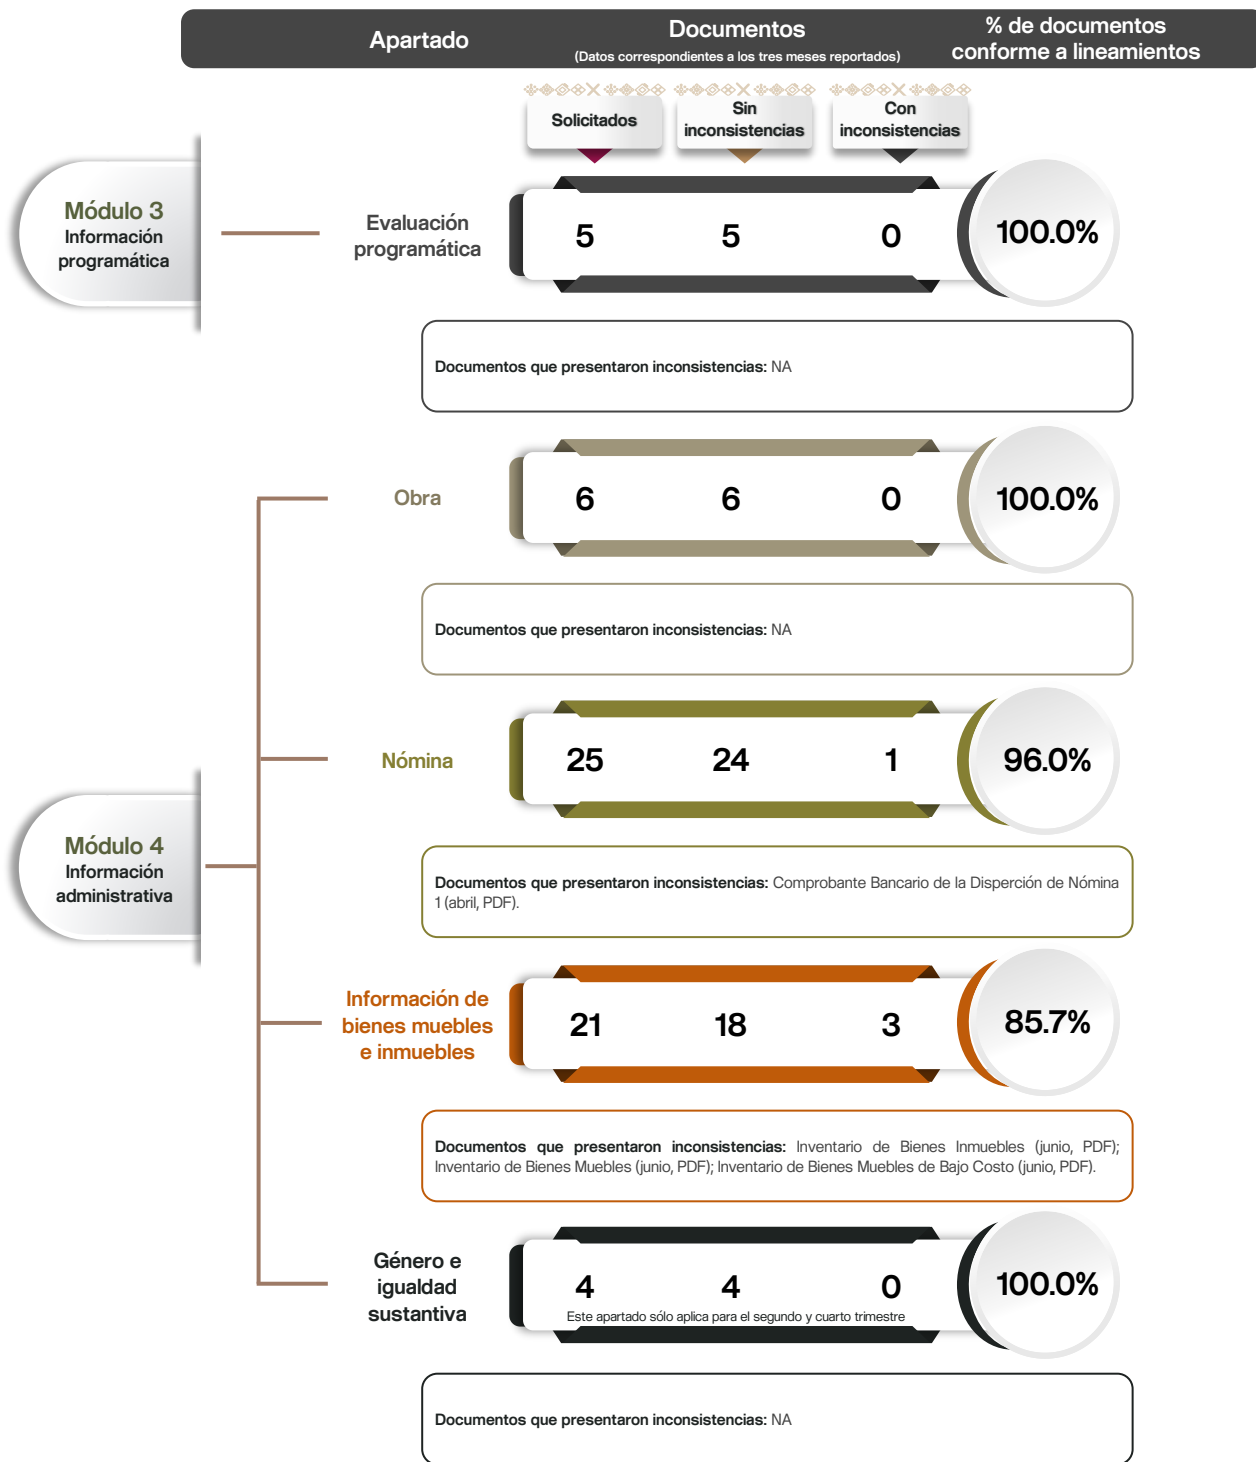 Apartado
Documentos
(Datos correspondientes a los tres meses reportados)
% de documentos
conforme a lineamientos
Solicitados
Sin
inconsistencias
Con
inconsistencias
Módulo 3
Información
programática
Evaluación
programática
5 5 0 100.0%
Documentos que presentaron inconsistencias: NA
Obra
6 6 0 100.0%
Documentos que presentaron inconsistencias: NA
Nómina
25 24 1 96.0%
Documentos que presentaron inconsistencias: Comprobante Bancario de la Disperción de Nómina
1 (abril, PDF).
Módulo 4
Información
administrativa
Información de
bienes muebles
e inmuebles
21 18 3 85.7%
Documentos que presentaron inconsistencias: Inventario de Bienes Inmuebles (junio, PDF);
Inventario de Bienes Muebles (junio, PDF); Inventario de Bienes Muebles de Bajo Costo (junio, PDF).
Género e
igualdad
sustantiva
4 4 0 100.0%
Este apartado sólo aplica para el segundo y cuarto trimestre
Documentos que presentaron inconsistencias: NA